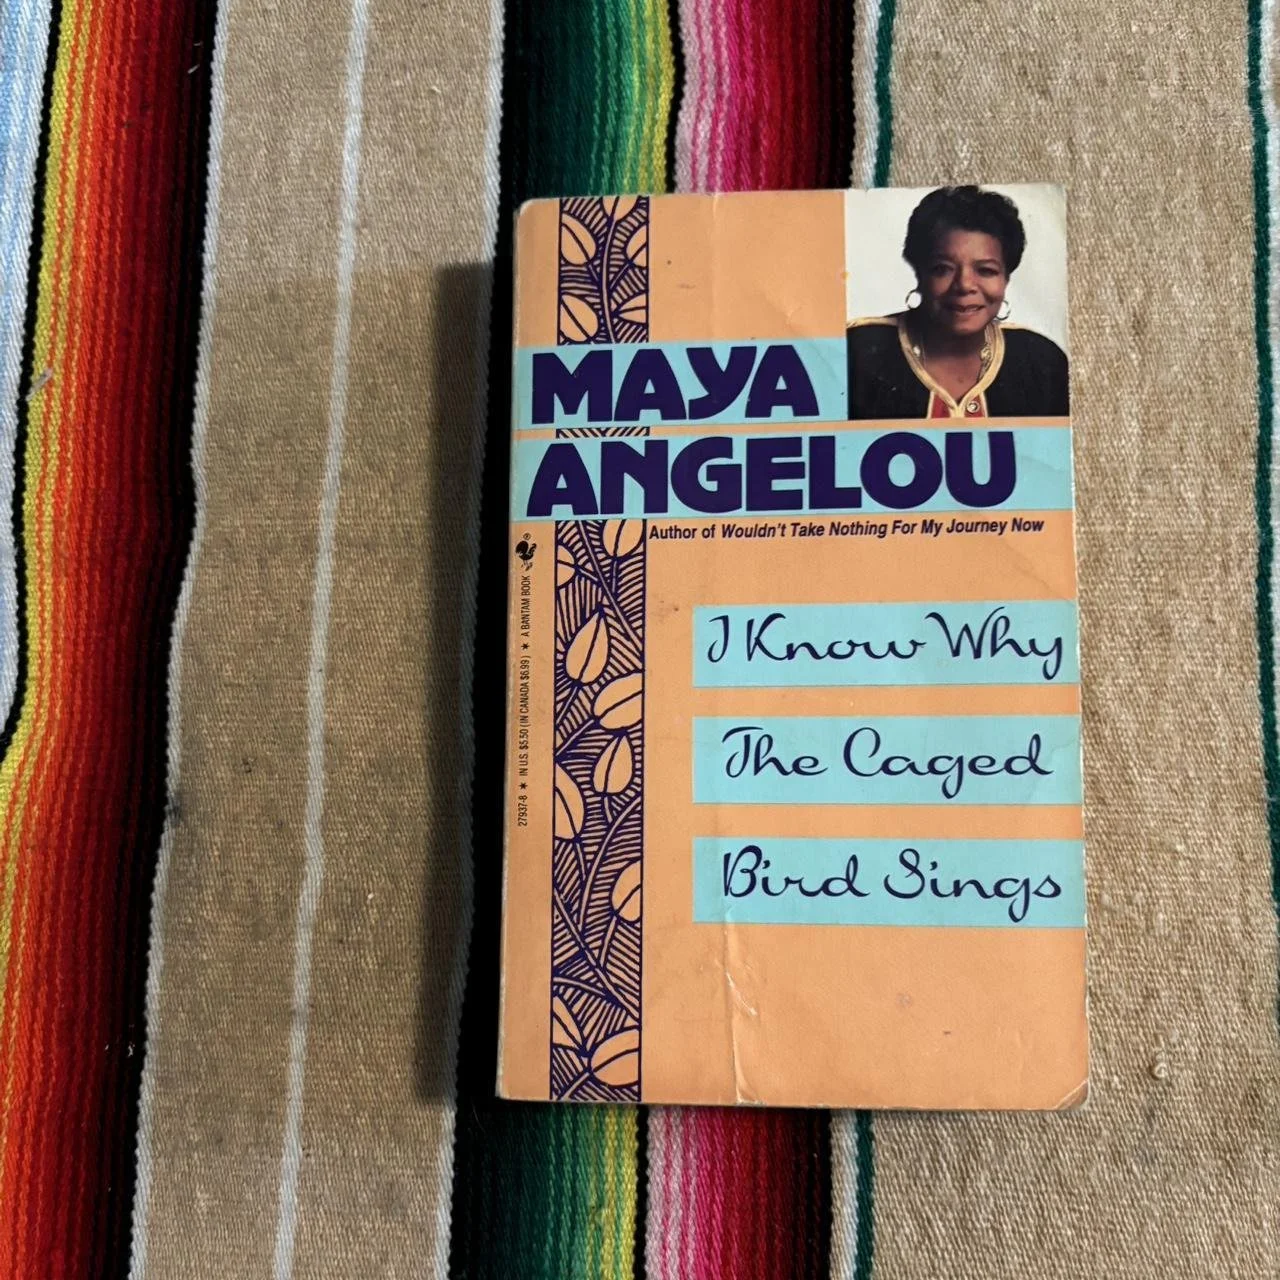 MAYA
ANGELOU
Author of Wouldn't Take Nothing For My Journey Now
I Know Why
The Caged
Bird Sings
27937-8 ★ IN U.S. $5.50 (IN CANADA $6.99) ★ A BANTAM BOOK
®